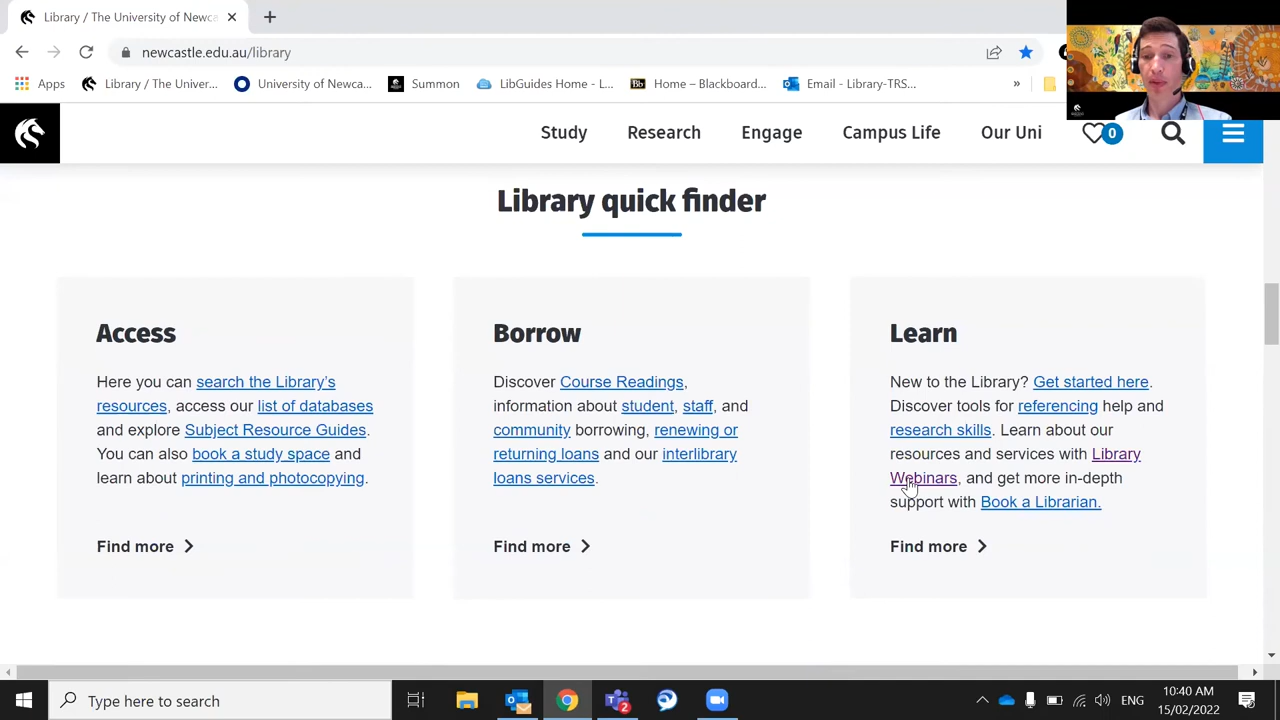 Library / The University of Newca
newcastle.edu.au/library
Apps
Library / The Univer...
University of Newca...
Summon
LibGuides Home - L...
Bb
Home – Blackboard...
Email - Library-TRS...
»
Study
Research
Engage
Campus Life
Our Uni
0
Library quick finder
Access
Here you can search the Library's
resources, access our list of databases
and explore Subject Resource Guides.
You can also book a study space and
learn about printing and photocopying.
Find more
Borrow
Discover Course Readings,
information about student, staff, and
community borrowing, renewing or
returning loans and our interlibrary
loans services.
Find more
Learn
New to the Library? Get started here.
Discover tools for referencing help and
research skills. Learn about our
resources and services with Library
Webinars, and get more in-depth
support with Book a Librarian.
Find more
Type here to search
2
ENG
10:40 AM
15/02/2022